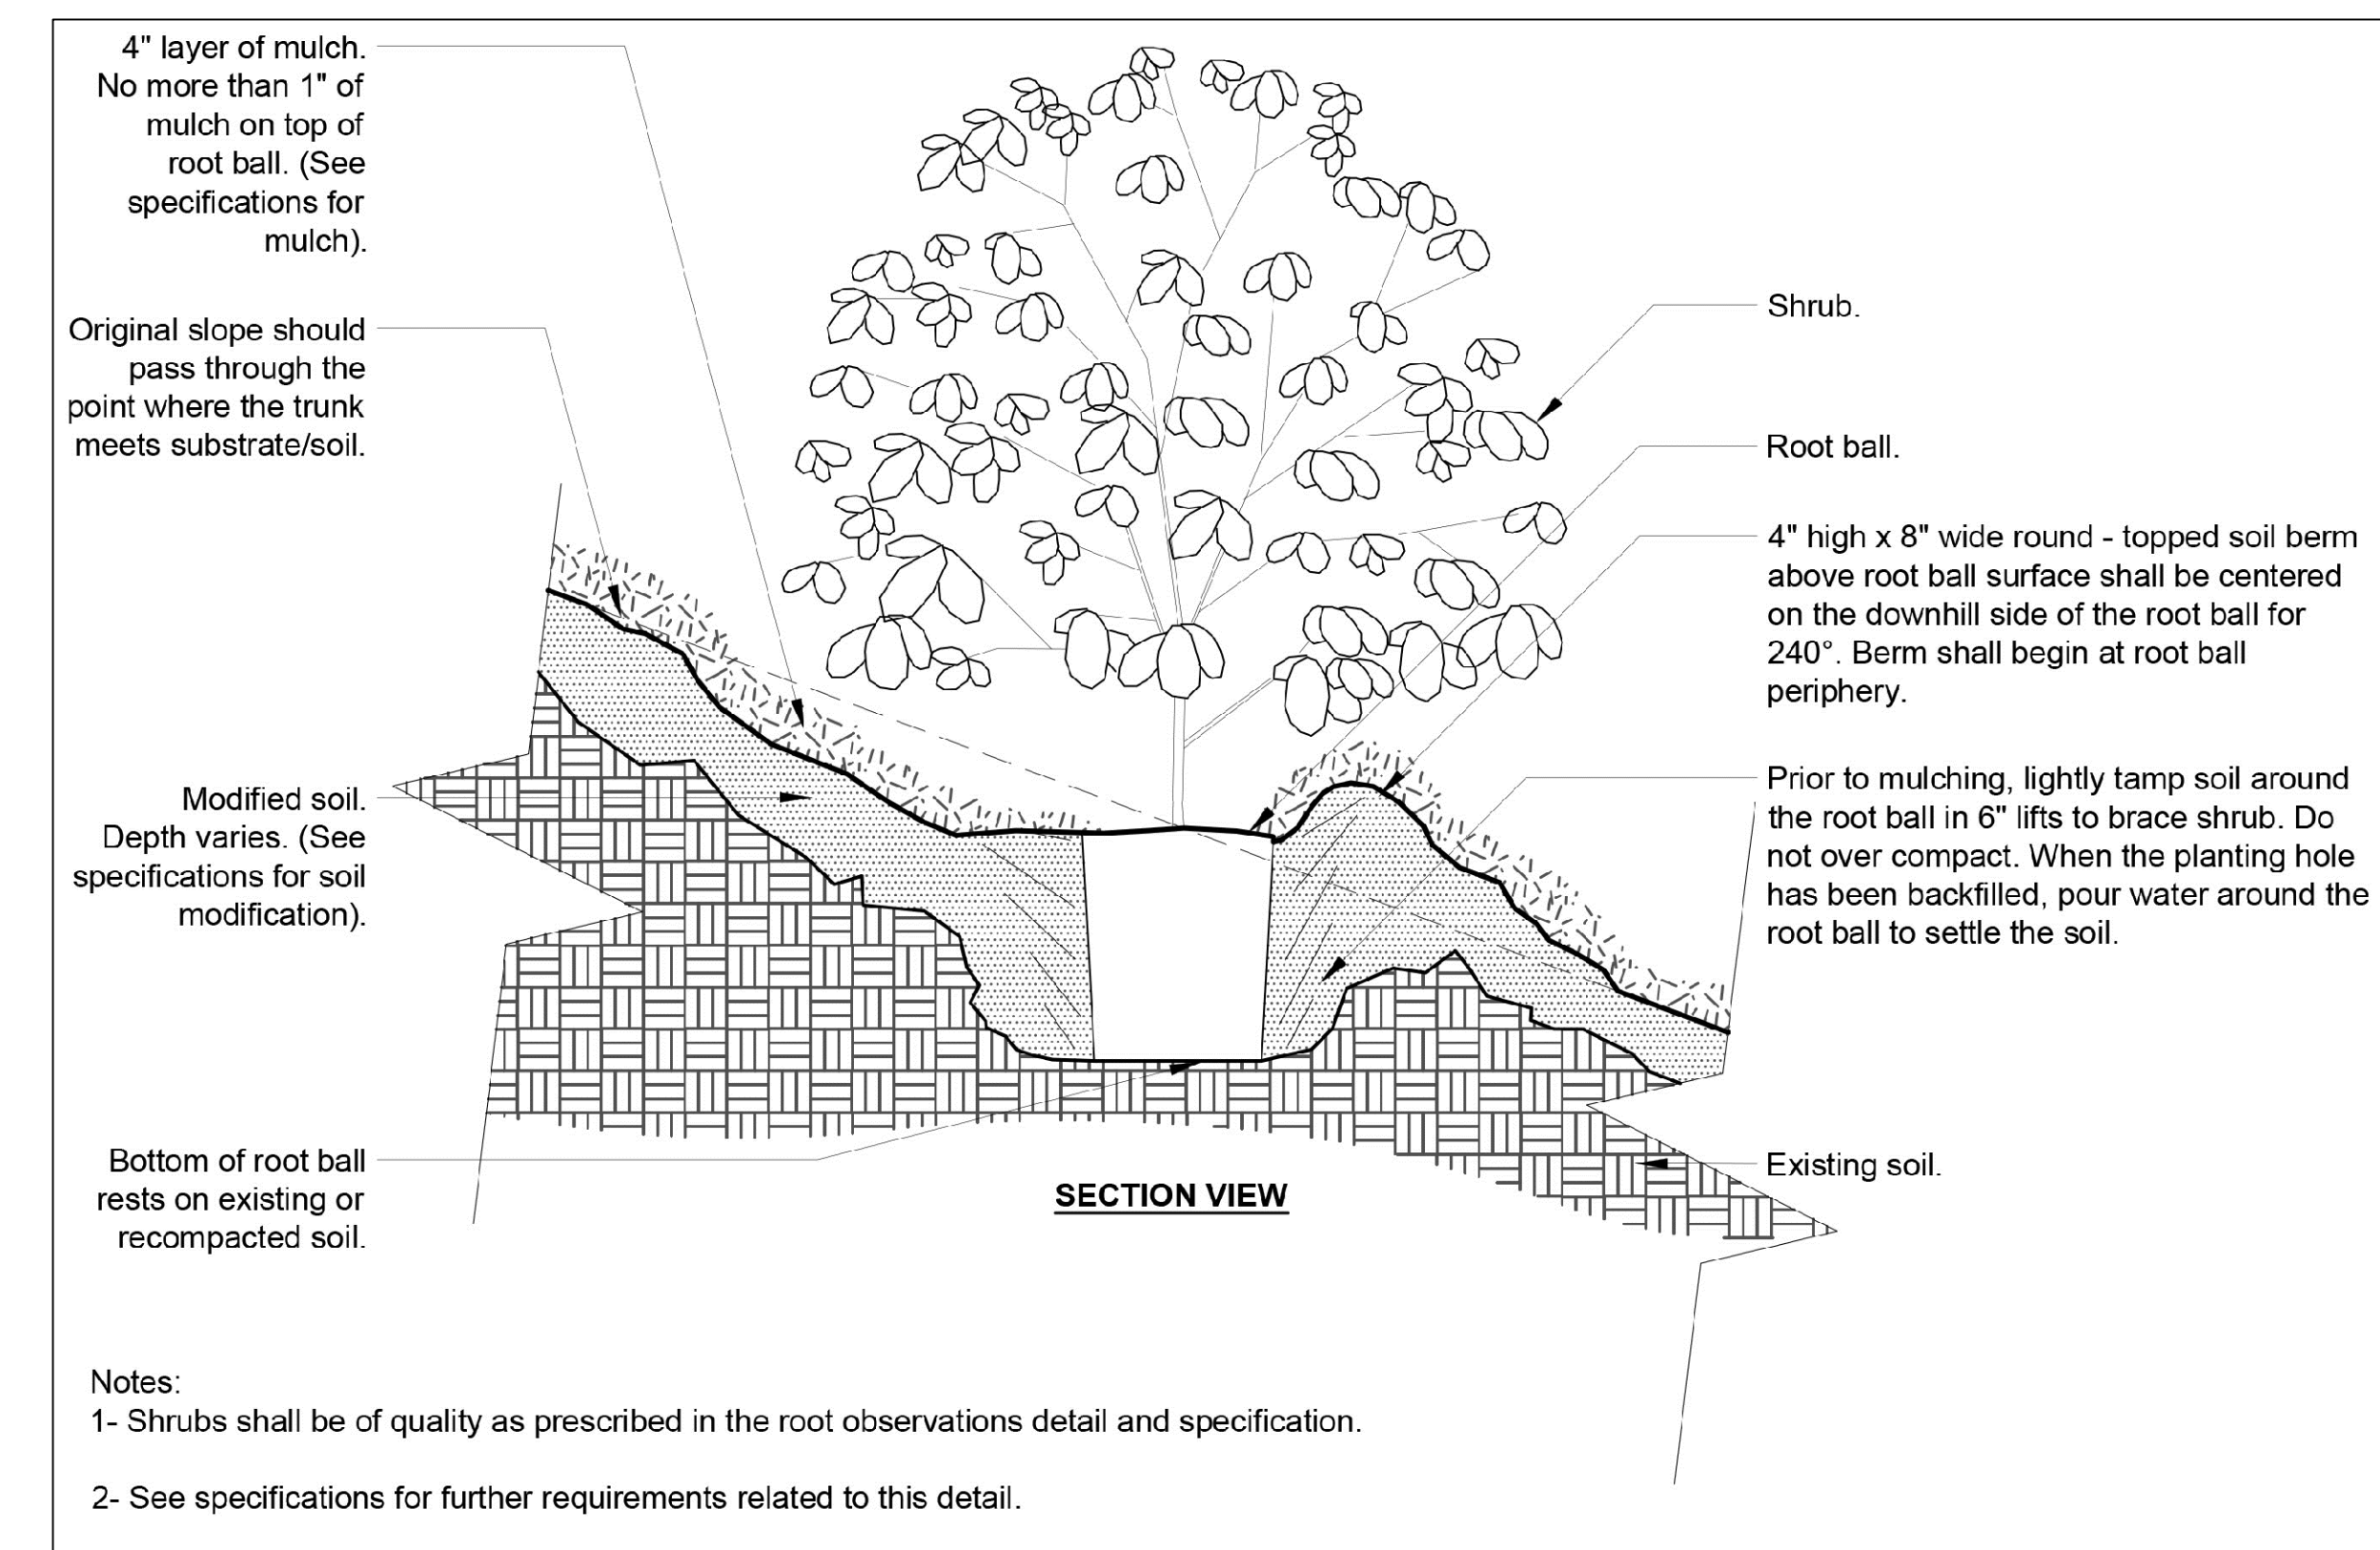 4" layer of mulch.
No more than 1" of
mulch on top of
root ball. (See
specifications for
mulch).
Original slope should
pass through the
point where the trunk
meets substrate/soil.
Modified soil.
Depth varies. (See
specifications for soil
modification).
Bottom of root ball
rests on existing or
recompacted soil.
Shrub.
Root ball.
4" high x 8" wide round - topped soil berm
above root ball surface shall be centered
on the downhill side of the root ball for
240°. Berm shall begin at root ball
periphery.
Prior to mulching, lightly tamp soil around
the root ball in 6" lifts to brace shrub. Do
not over compact. When the planting hole
has been backfilled, pour water around the
root ball to settle the soil.
Existing soil.
SECTION VIEW
Notes:
1- Shrubs shall be of quality as prescribed in the root observations detail and specification.
2- See specifications for further requirements related to this detail.